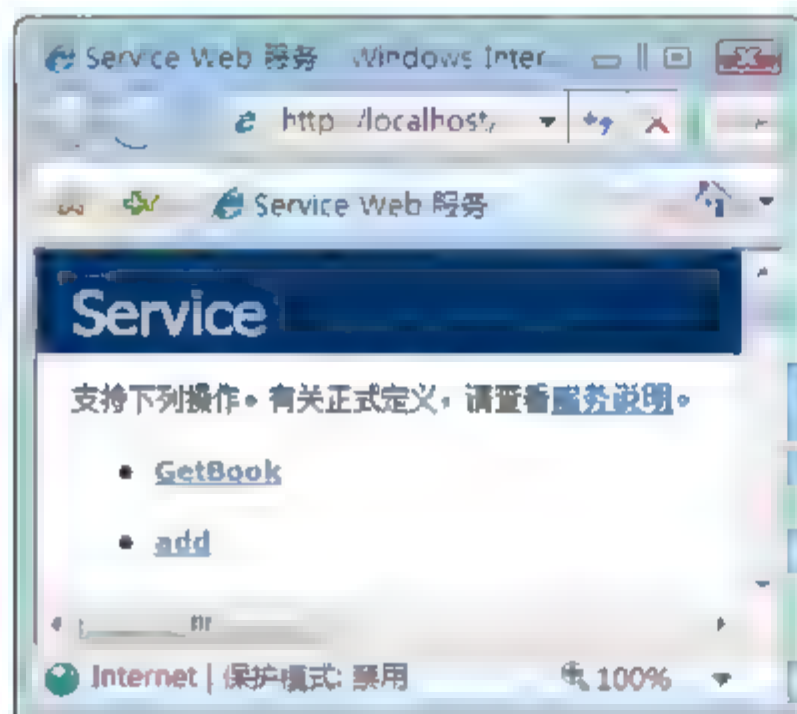 Service Web 服务 Windows Inter
http //localhost/
Service Web 服务
Service
支持下列操作。有关正式定义，请查看服务说明。
GetBook
add
Internet | 保护模式: 禁用
100%